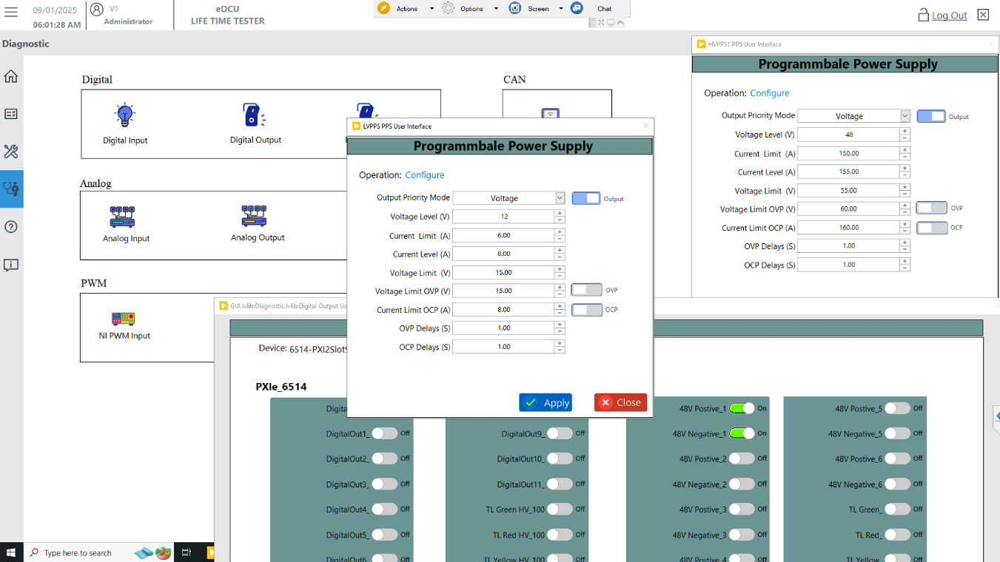 09/01/2025
06:01:28 AM
VT
Administrator
eDCU
LIFE TIME TESTER
Actions
Options
Screen
Chat
Log Out
Diagnostic
Digital
Digital Input
Digital Output
CAN
Analog
Analog Input
Analog Output
PWM
NI PWM Input
HVPPS1 PPS User Interface
Programmbale Power Supply
Operation: Configure
Output Priority Mode Voltage Output
Voltage Level (V) 48
Current Limit (A) 150.00
Current Level (A) 155.00
Voltage Limit (V) 55.00
Voltage Limit OVP (V) 60.00 OVP
Current Limit OCP (A) 160.00 OCP
OVP Delays (S) 1.00
OCP Delays (S) 1.00
LVPPS PPS User Interface
Programmbale Power Supply
Operation: Configure
Output Priority Mode Voltage Output
Voltage Level (V) 12
Current Limit (A) 6.00
Current Level (A) 8.00
Voltage Limit (V) 15.00
Voltage Limit OVP (V) 15.00 OVP
Current Limit OCP (A) 8.00 OCP
OVP Delays (S) 1.00
OCP Delays (S) 1.00
Apply
Close
GUI.lvlib:Diagnostic.lvlib:Digital Output Us
Device: 6514-PXI2Slot9
PXIe_6514
Digita
DigitalOut1_ Off
DigitalOut2_ Off
DigitalOut3_ Off
DigitalOut4_ Off
DigitalOut5_ Off
DigitalOut6_ Off
DigitalOut9_ Off
DigitalOut10_ Off
DigitalOut11_ Off
TL Green HV_100 Off
TL Red HV_100 Off
TL Yellow HV_100 Off
48V Postive_1 On
48V Negative_1 On
48V Postive_2 Off
48V Negative_2 Off
48V Postive_3 Off
48V Negative_3 Off
48V Postive_4 Off
48V Postive_5 Off
48V Negative_5 Off
48V Postive_6 Off
48V Negative_6 Off
TL Green_ Off
TL Red_ Off
TL Yellow_ Off
Type here to search